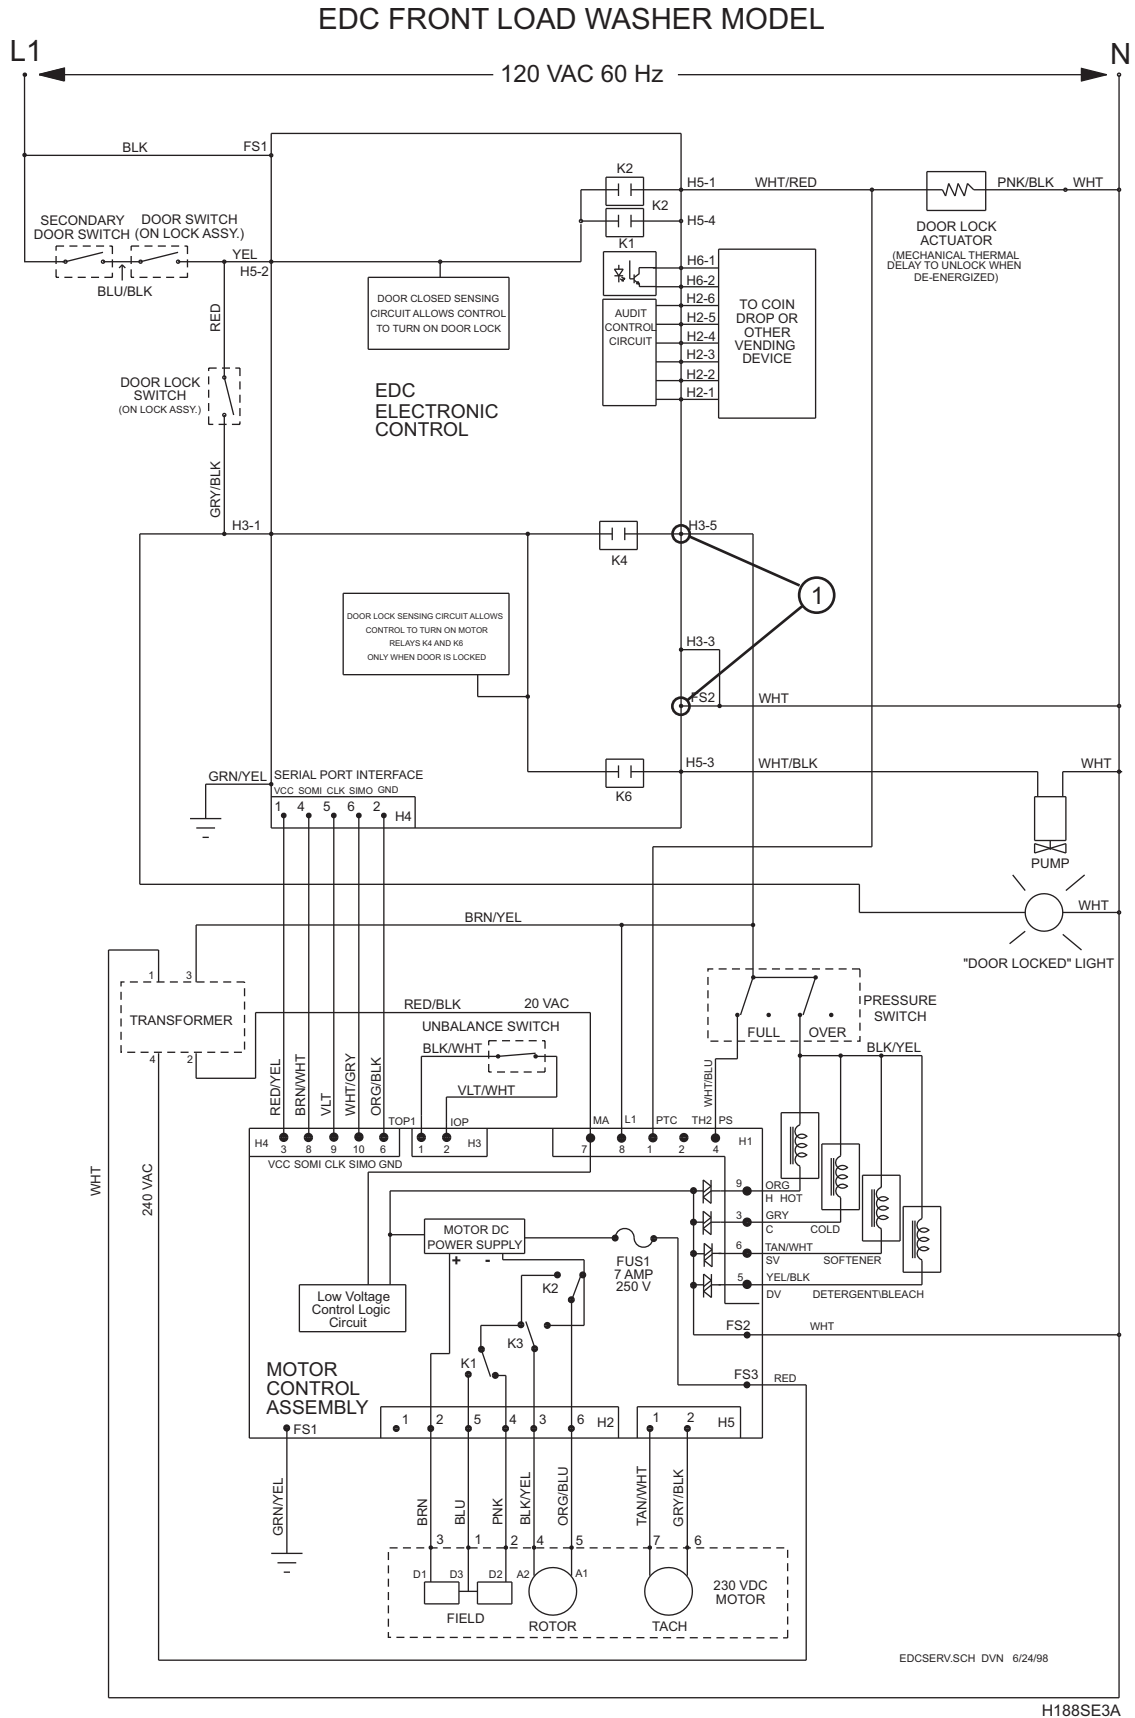 EDC FRONT LOAD WASHER MODEL
L1
N
120 VAC 60 Hz
BLK
FS1
K2
H5-1
WHT/RED
PNK/BLK
WHT
K2
H5-4
SECONDARY
DOOR SWITCH
DOOR SWITCH
(ON LOCK ASSY.)
YEL
H5-2
BLU/BLK
DOOR LOCK
ACTUATOR
(MECHANICAL THERMAL
DELAY TO UNLOCK WHEN
DE-ENERGIZED)
K1
H6-1
H6-2
H2-6
H2-5
H2-4
H2-3
H2-2
H2-1
AUDIT
CONTROL
CIRCUIT
TO COIN
DROP OR
OTHER
VENDING
DEVICE
DOOR CLOSED SENSING
CIRCUIT ALLOWS CONTROL
TO TURN ON DOOR LOCK
RED
DOOR LOCK
SWITCH
(ON LOCK ASSY.)
EDC
ELECTRONIC
CONTROL
GRY/BLK
H3-1
K4
H3-5
1
DOOR LOCK SENSING CIRCUIT ALLOWS
CONTROL TO TURN ON MOTOR
RELAYS K4 AND K6
ONLY WHEN DOOR IS LOCKED
H3-3
FS2
WHT
GRN/YEL
SERIAL PORT INTERFACE
VCC SOMI CLK SIMO GND
1 4 5 6 2
H4
K6
H5-3
WHT/BLK
WHT
PUMP
WHT
"DOOR LOCKED" LIGHT
BRN/YEL
1 3
TRANSFORMER
4 2
RED/BLK
20 VAC
UNBALANCE SWITCH
BLK/WHT
VLT/WHT
PRESSURE
SWITCH
FULL
OVER
BLK/YEL
RED/YEL
BRN/WHT
VLT
WHT/GRY
ORG/BLK
WHT/BLU
TOP1
IOP
MA
L1
PTC
TH2
PS
H4
3 8 9 10 6
1 2
H3
7 8 1 2 4
H1
VCC SOMI CLK SIMO GND
WHT
240 VAC
9
ORG
H HOT
3
GRY
C
COLD
6
TAN/WHT
SV
SOFTENER
5
YEL/BLK
DV
DETERGENT\BLEACH
MOTOR DC
POWER SUPPLY
+ -
FUS1
7 AMP
250 V
Low Voltage
Control Logic
Circuit
K2
K3
K1
FS2
WHT
FS3
RED
MOTOR
CONTROL
ASSEMBLY
FS1
1 2 5 4 3 6
H2
1 2
H5
GRN/YEL
BRN
BLU
PNK
BLK/YEL
ORG/BLU
TAN/WHT
GRY/BLK
3 1 2 4 5 7 6
D1 D3 D2 A2 A1
FIELD
ROTOR
TACH
230 VDC
MOTOR
EDCSERV.SCH DVN 6/24/98
H188SE3A